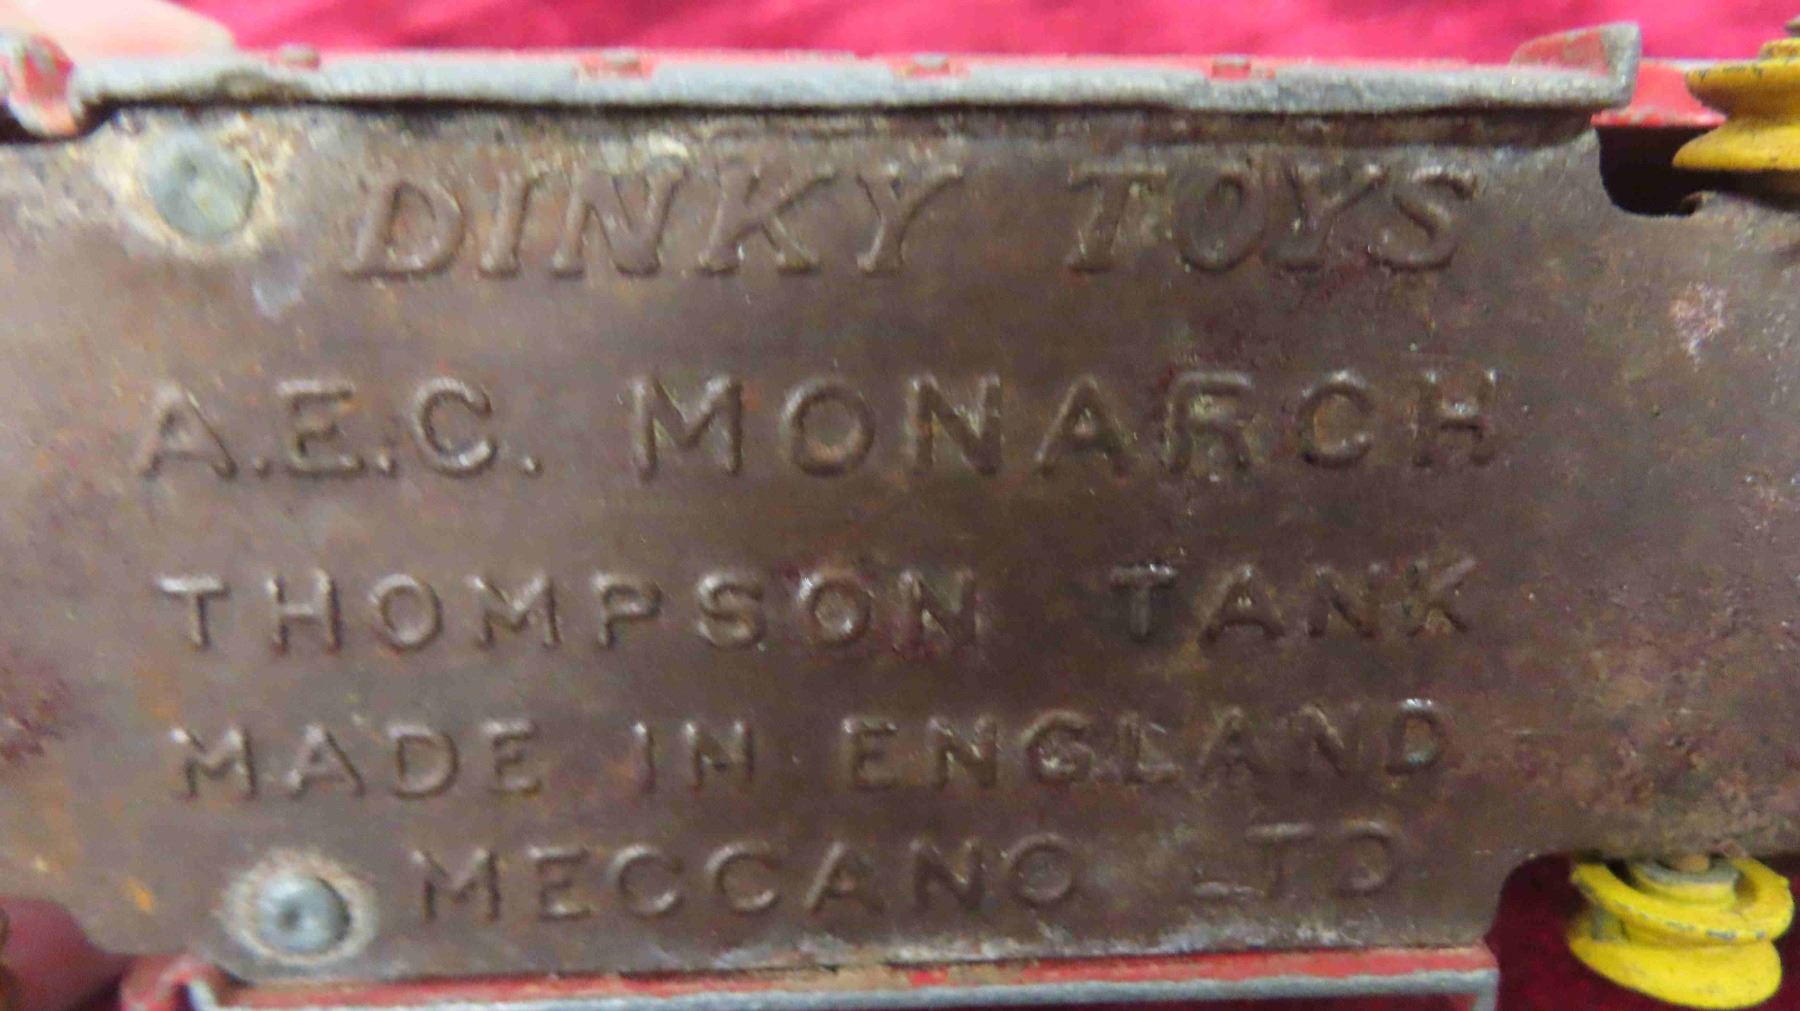 DINKY TOYS
A.E.C. MONARCH
THOMPSON TANK
MADE IN ENGLAND
MECCANO LTD